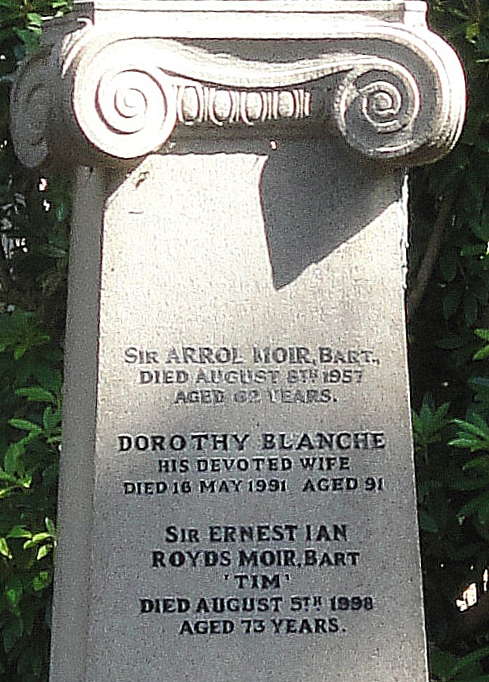 SIR ARROL MOIR, BART.,
DIED AUGUST 8TH 1957
AGED 62 YEARS.
DOROTHY BLANCHE
HIS DEVOTED WIFE
DIED 16 MAY 1991 AGED 91
SIR ERNEST IAN
ROYDS MOIR, BART
'TIM'
DIED AUGUST 5TH 1998
AGED 73 YEARS.